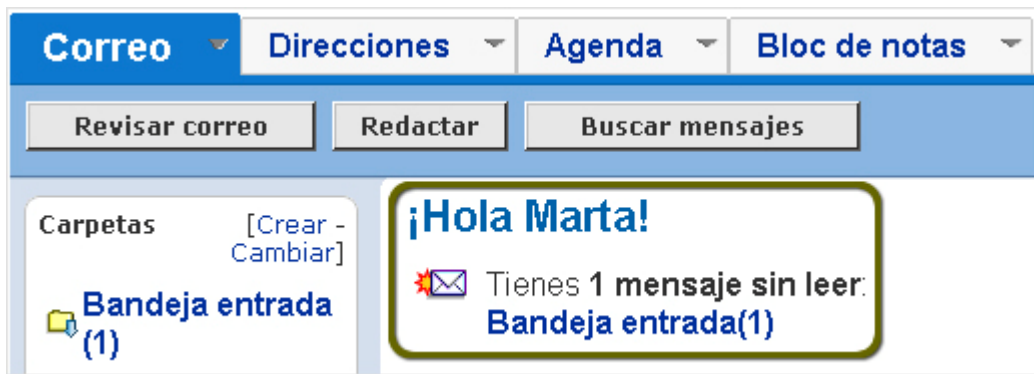 Correo Direcciones Agenda Bloc de notas
Revisar correo Redactar Buscar mensajes
Carpetas [Crear -
Cambiar]
Bandeja entrada
(1)
¡Hola Marta!
Tienes 1 mensaje sin leer:
Bandeja entrada(1)